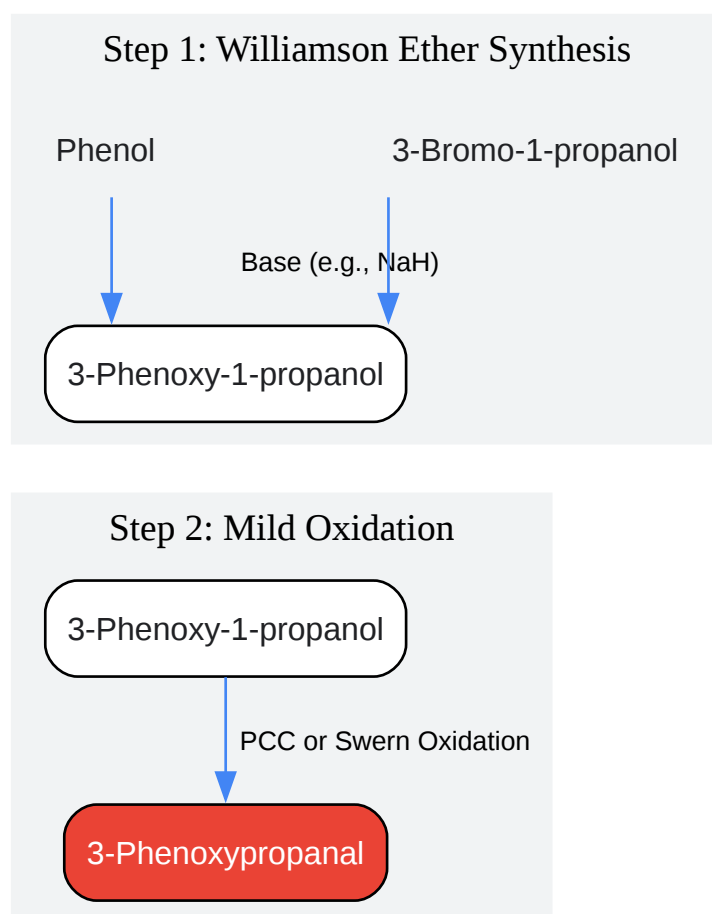 Step 1: Williamson Ether Synthesis
Phenol 3-Bromo-1-propanol
Base (e.g., NaH)
3-Phenoxy-1-propanol
Step 2: Mild Oxidation
3-Phenoxy-1-propanol
PCC or Swern Oxidation
3-Phenoxypropanal